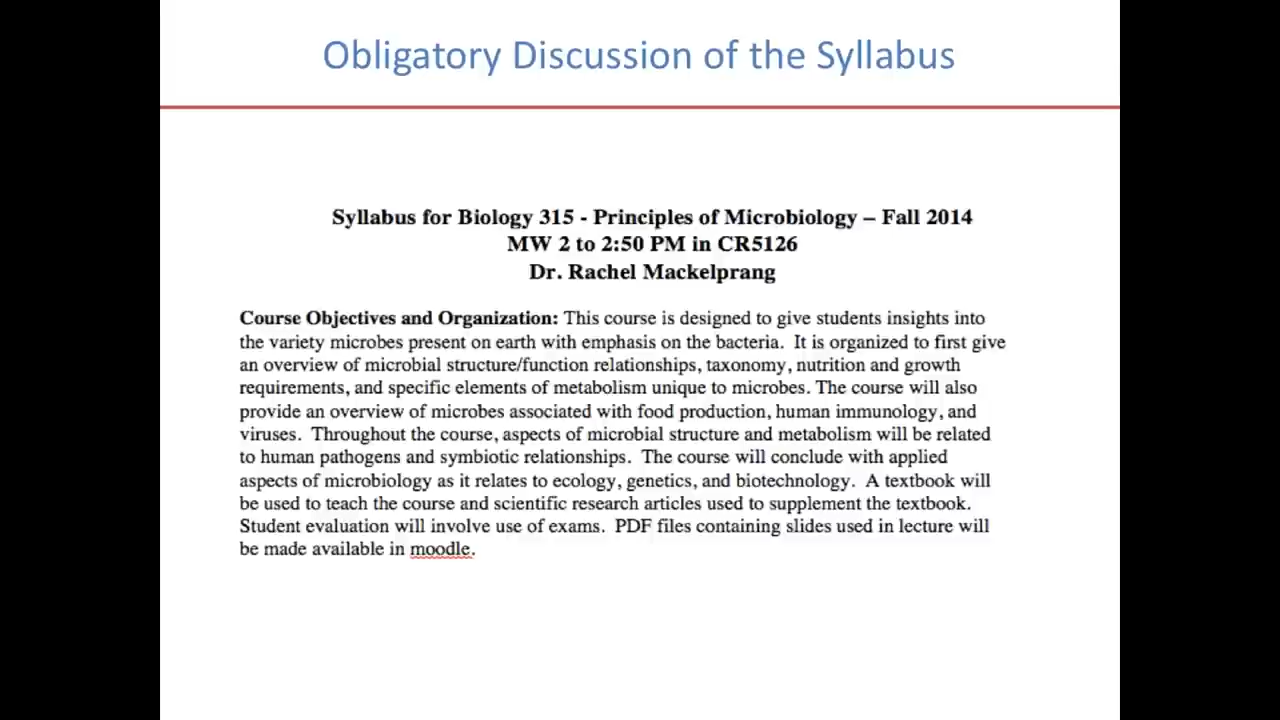 Obligatory Discussion of the Syllabus
Syllabus for Biology 315 - Principles of Microbiology – Fall 2014
MW 2 to 2:50 PM in CR5126
Dr. Rachel Mackelprang
Course Objectives and Organization: This course is designed to give students insights into
the variety microbes present on earth with emphasis on the bacteria.  It is organized to first give
an overview of microbial structure/function relationships, taxonomy, nutrition and growth
requirements, and specific elements of metabolism unique to microbes. The course will also
provide an overview of microbes associated with food production, human immunology, and
viruses.  Throughout the course, aspects of microbial structure and metabolism will be related
to human pathogens and symbiotic relationships.  The course will conclude with applied
aspects of microbiology as it relates to ecology, genetics, and biotechnology.  A textbook will
be used to teach the course and scientific research articles used to supplement the textbook.
Student evaluation will involve use of exams.  PDF files containing slides used in lecture will
be made available in moodle.